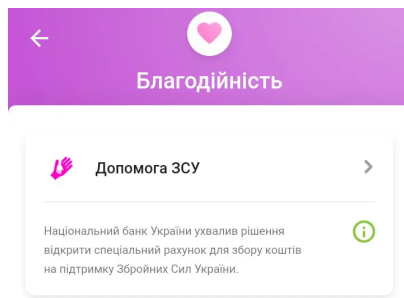 Благодійність
Допомога ЗСУ
Національний банк України ухвалив рішення
відкрити спеціальний рахунок для збору коштів
на підтримку Збройних Сил України.